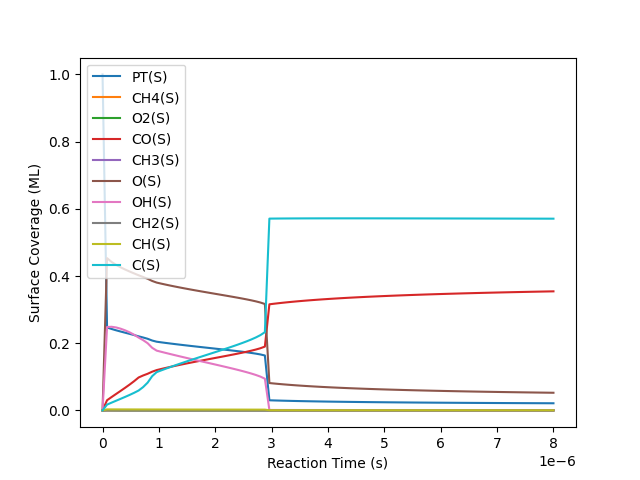 1.0
0.8
0.6
0.4
0.2
0.0
Surface Coverage (ML)
PT(S)
CH4(S)
O2(S)
CO(S)
CH3(S)
O(S)
OH(S)
CH2(S)
CH(S)
C(S)
0 1 2 3 4 5 6 7 8
1e−6
Reaction Time (s)